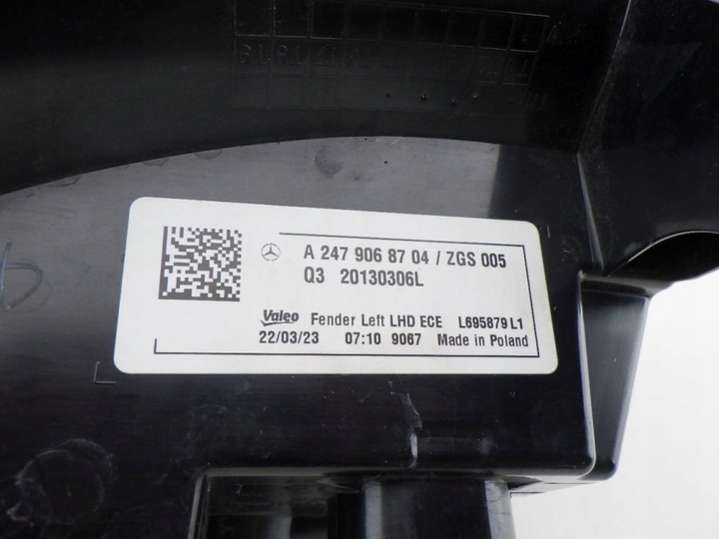 A 247 906 87 04 / ZGS 005
Q3 20130306L
Valeo Fender Left LHD ECE L695879 L1
22/03/23 07:10 9067 Made in Poland
L